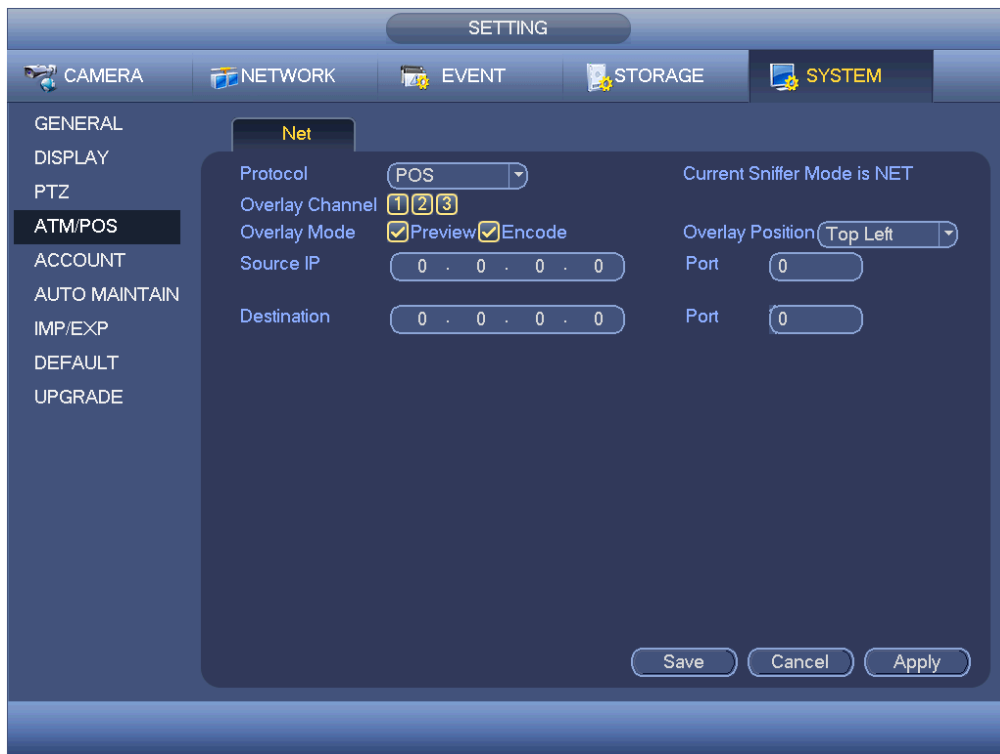 SETTING
CAMERA NETWORK EVENT STORAGE SYSTEM
GENERAL
DISPLAY
PTZ
ATM/POS
ACCOUNT
AUTO MAINTAIN
IMP/EXP
DEFAULT
UPGRADE
Net
Protocol POS Current Sniffer Mode is NET
Overlay Channel 1 2 3
Overlay Mode Preview Encode Overlay Position Top Left
Source IP 0 . 0 . 0 . 0 Port 0
Destination 0 . 0 . 0 . 0 Port 0
Save Cancel Apply